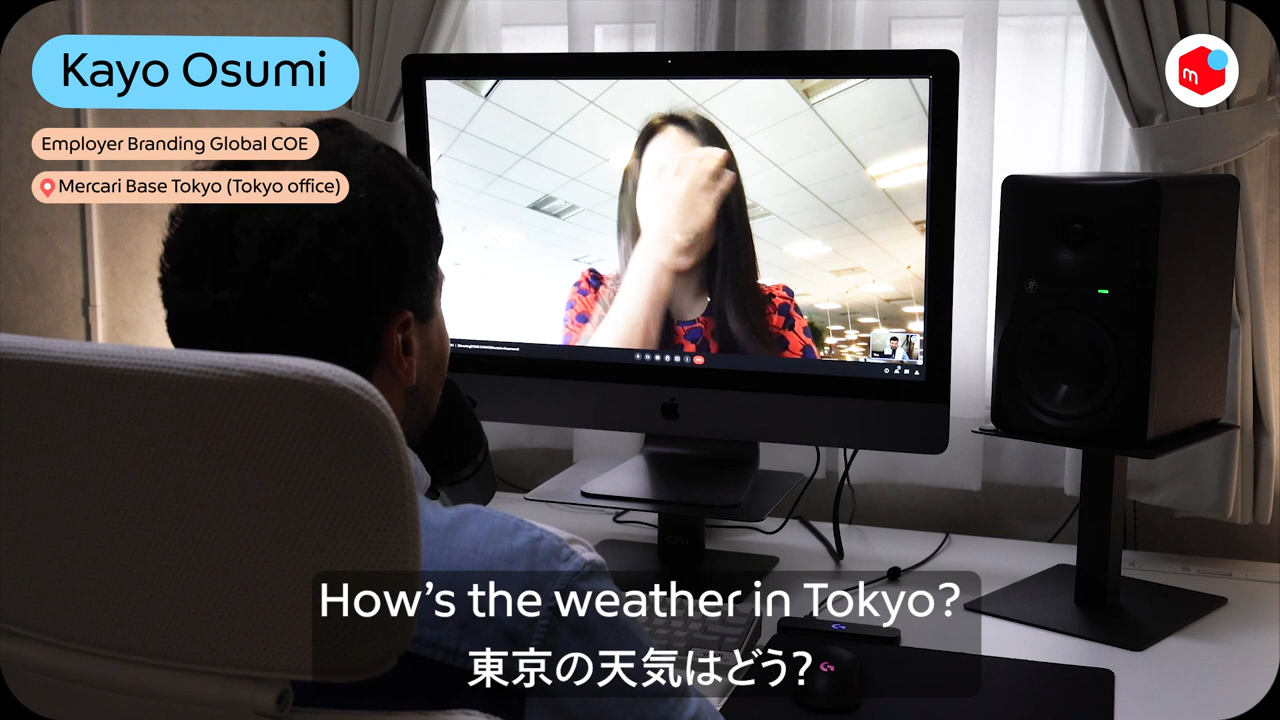 Kayo Osumi
Employer Branding Global COE
Mercari Base Tokyo (Tokyo office)
m
How's the weather in Tokyo?
東京の天気はどう?